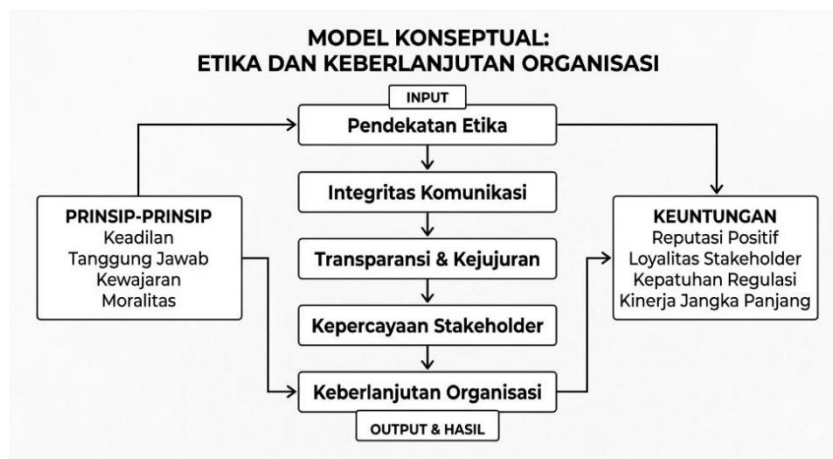 MODEL KONSEPTUAL:
ETIKA DAN KEBERLANJUTAN ORGANISASI
INPUT
Pendekatan Etika
Integritas Komunikasi
Transparansi & Kejujuran
Kepercayaan Stakeholder
Keberlanjutan Organisasi
OUTPUT & HASIL
PRINSIP-PRINSIP
Keadilan
Tanggung Jawab
Kewajaran
Moralitas
KEUNTUNGAN
Reputasi Positif
Loyalitas Stakeholder
Kepatuhan Regulasi
Kinerja Jangka Panjang